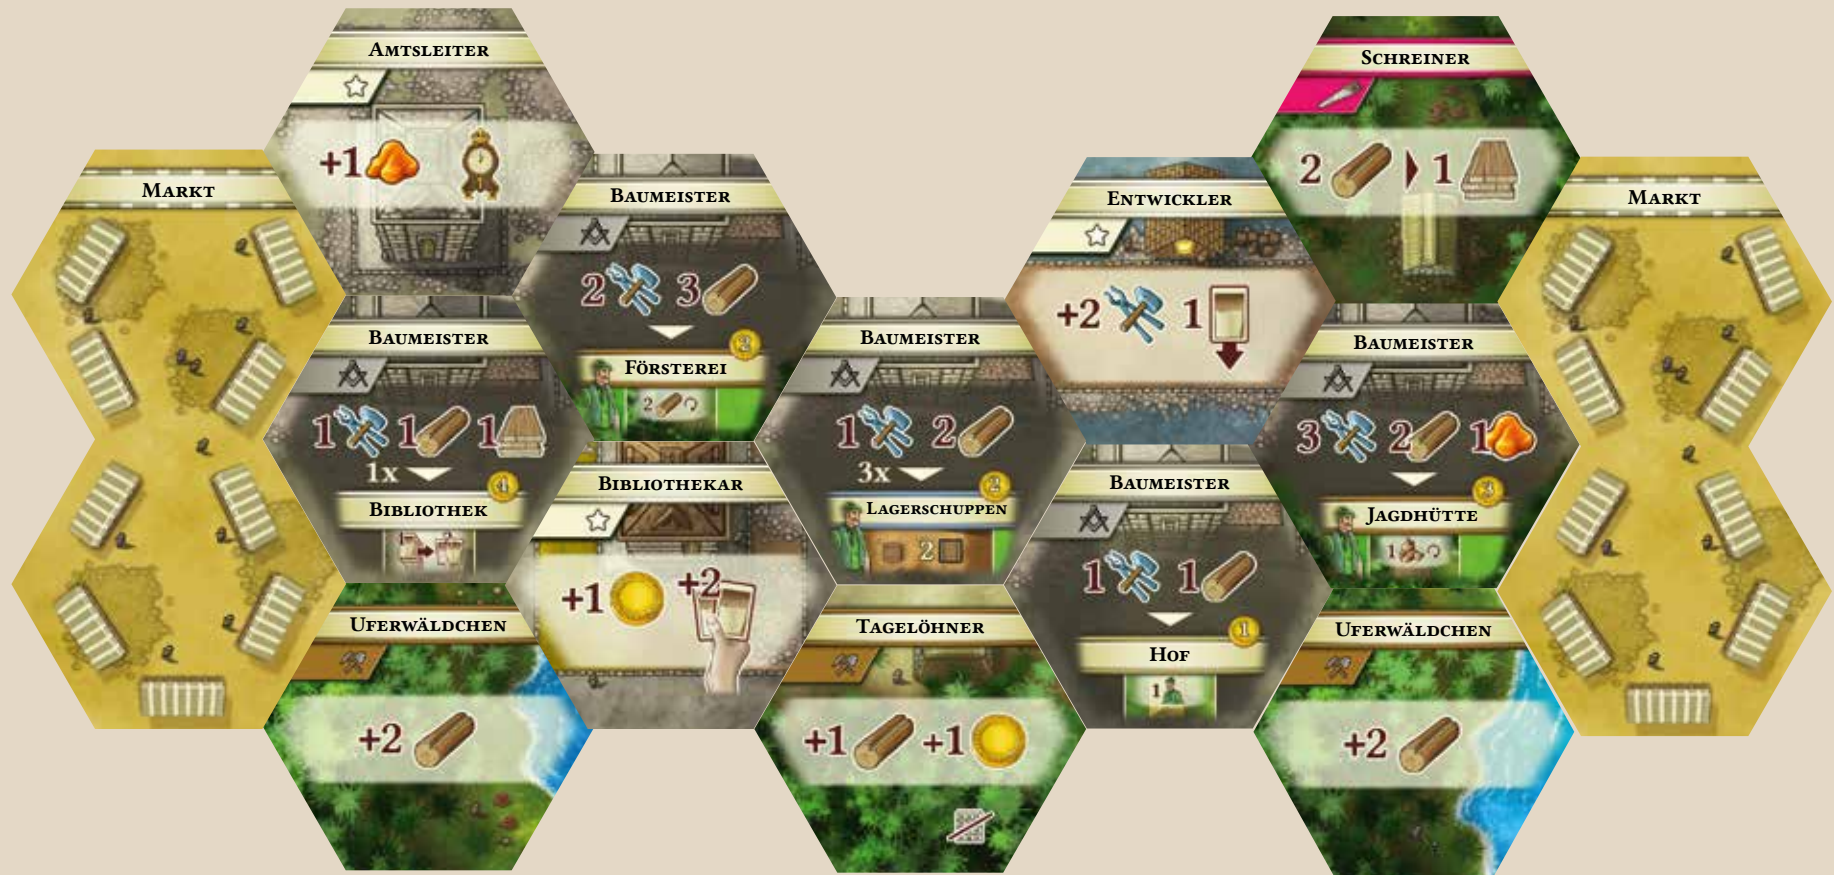 Amtsleiter
+1
Markt
Baumeister
2 3
2
Försterei
2
Baumeister
1 1 1
1x
4
Bibliothek
Bibliothekar
+1 +2
Uferwäldchen
+2
Baumeister
1 2
3x
2
Lagerschuppen
2
Tagelöhner
+1 +1
Entwickler
+2 1
Baumeister
1 1
1
Hof
1
Schreiner
2 1
Baumeister
3 2 1
3
Jagdhütte
1
Uferwäldchen
+2
Markt